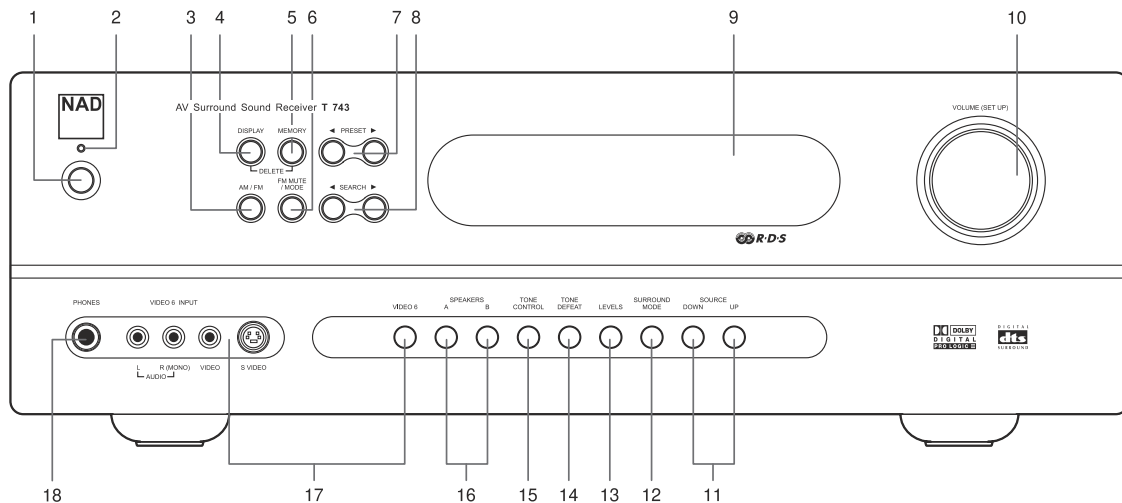 1 2 3 4 5 6 7 8 9 10
NAD
AV Surround Sound Receiver T 743
VOLUME (SET UP)
DISPLAY MEMORY ◄ PRESET ►
DELETE
AM / FM FM MUTE / MODE ◄ SEARCH ►
R·D·S
PHONES VIDEO 6 INPUT
VIDEO 6 SPEAKERS A B TONE CONTROL TONE DEFEAT LEVELS SURROUND MODE SOURCE DOWN UP
L R (MONO) VIDEO S VIDEO
AUDIO
DOLBY
DIGITAL
PRO LOGIC II
DIGITAL
dts
SURROUND
18 17 16 15 14 13 12 11